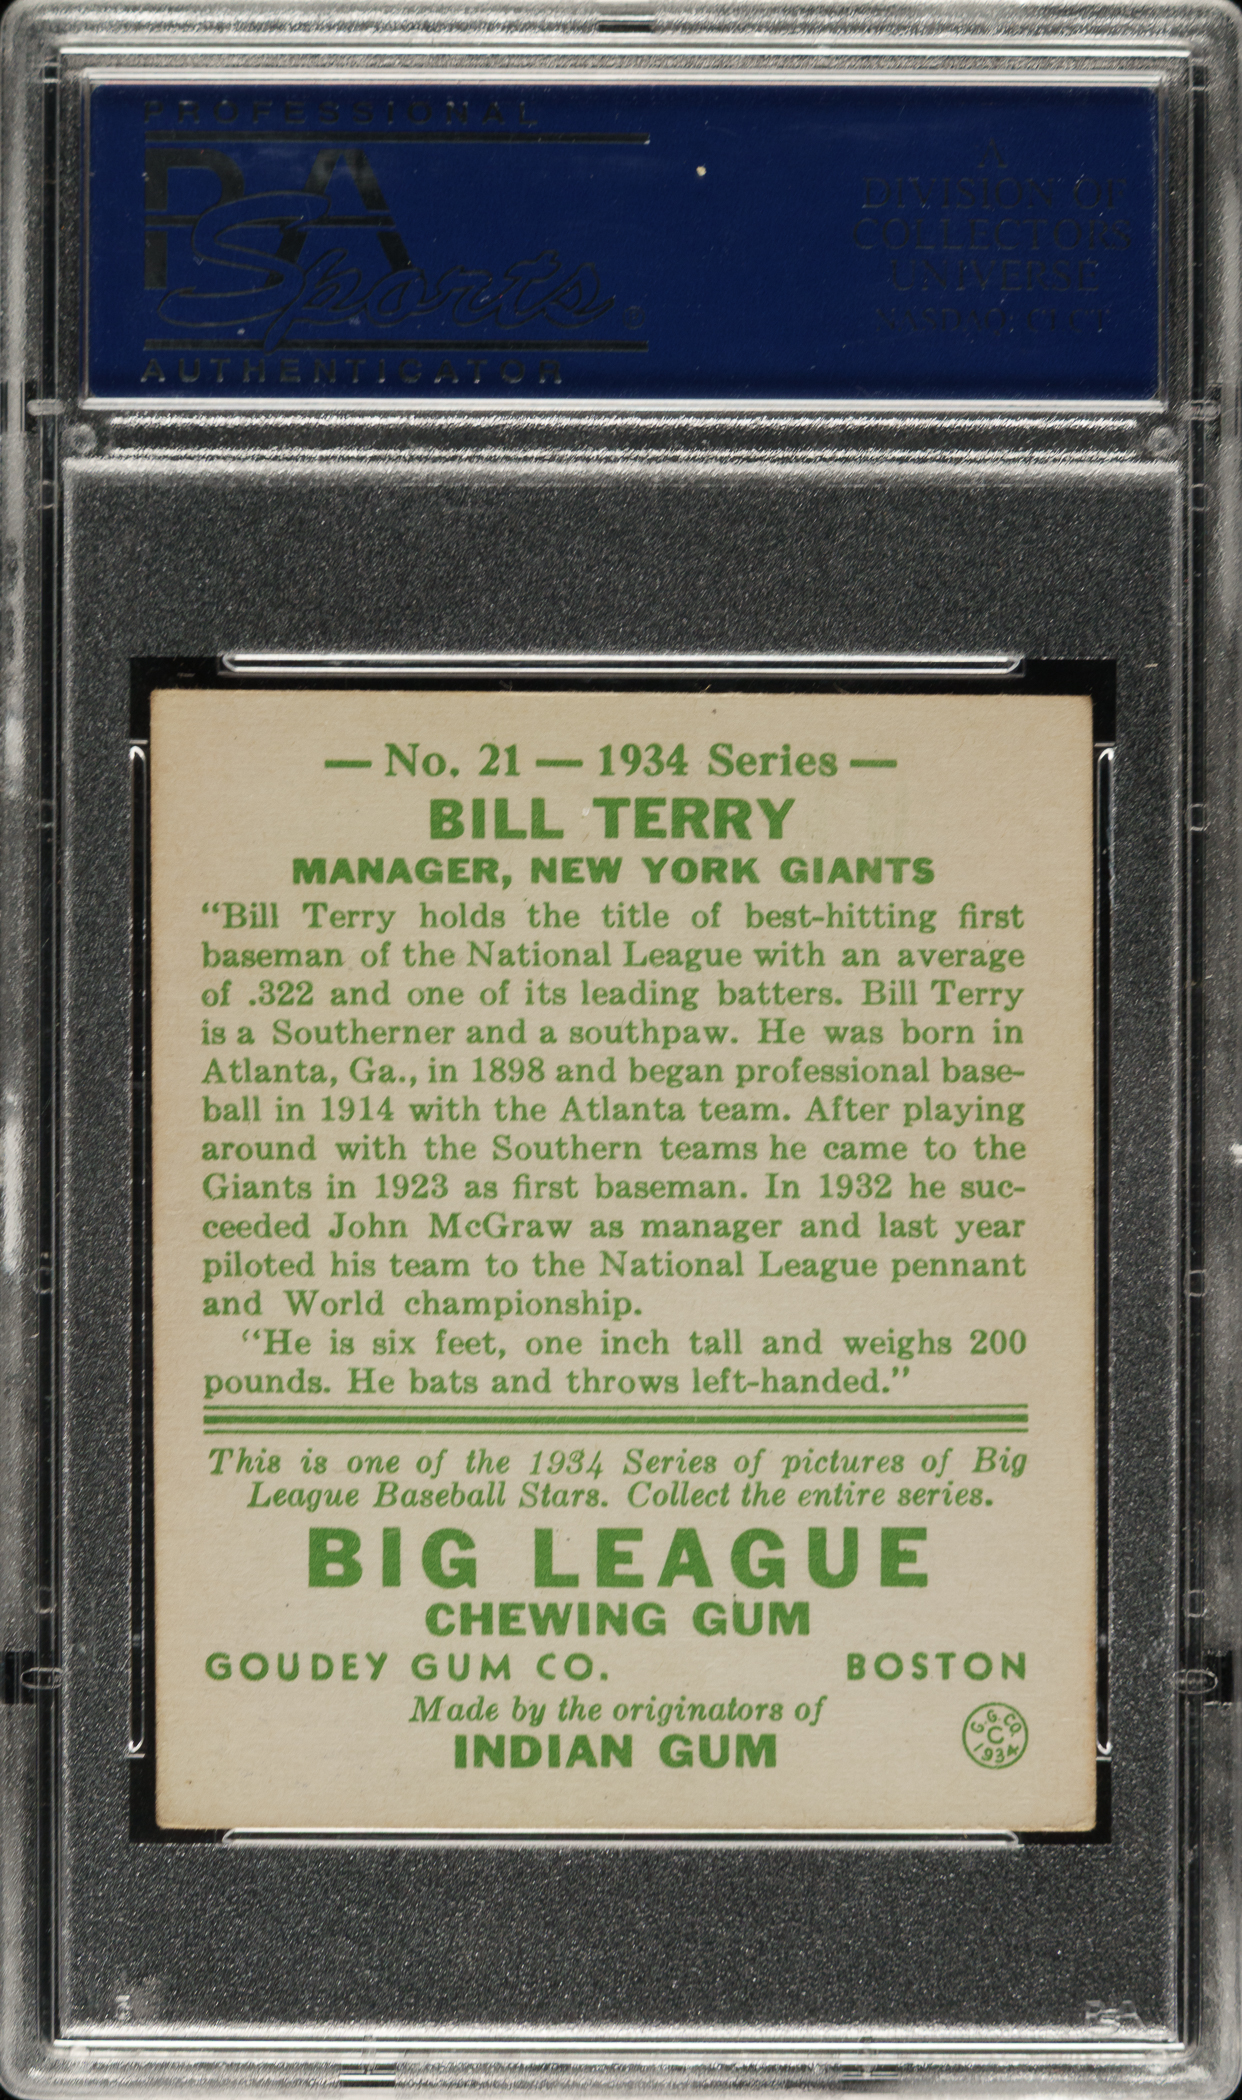 PROFESSIONAL
PSA
Sports ®
AUTHENTICATOR
A
DIVISION OF
COLLECTORS
UNIVERSE
NASDAQ: CLCT
— No. 21 — 1934 Series —
BILL TERRY
MANAGER, NEW YORK GIANTS
“Bill Terry holds the title of best-hitting first
baseman of the National League with an average
of .322 and one of its leading batters. Bill Terry
is a Southerner and a southpaw. He was born in
Atlanta, Ga., in 1898 and began professional base-
ball in 1914 with the Atlanta team. After playing
around with the Southern teams he came to the
Giants in 1923 as first baseman. In 1932 he suc-
ceeded John McGraw as manager and last year
piloted his team to the National League pennant
and World championship.
“He is six feet, one inch tall and weighs 200
pounds. He bats and throws left-handed.”
This is one of the 1934 Series of pictures of Big
League Baseball Stars. Collect the entire series.
BIG LEAGUE
CHEWING GUM
GOUDEY GUM CO. BOSTON
Made by the originators of
INDIAN GUM
G. G. CO.
C
1934
PSA